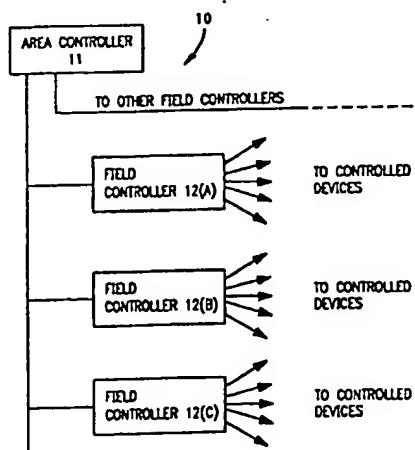 10
AREA CONTROLLER
11
TO OTHER FIELD CONTROLLERS
FIELD
CONTROLLER 12(A)
TO CONTROLLED
DEVICES
FIELD
CONTROLLER 12(B)
TO CONTROLLED
DEVICES
FIELD
CONTROLLER 12(C)
TO CONTROLLED
DEVICES